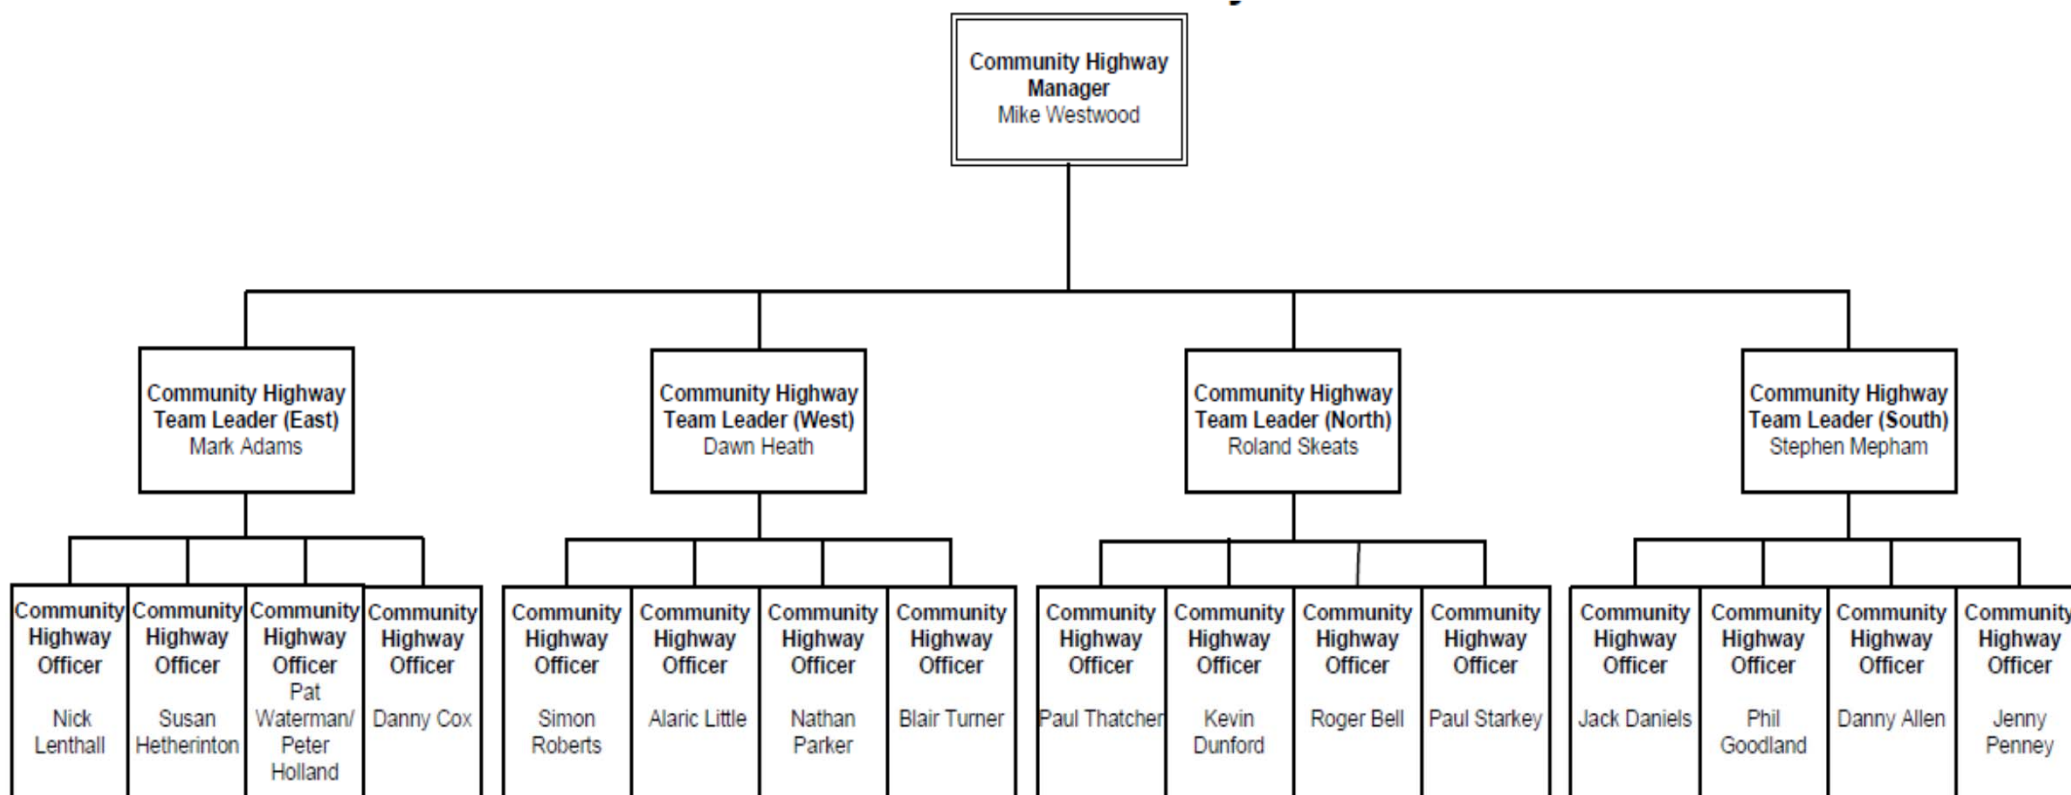 Community Highway
Manager
Mike Westwood
Community Highway
Team Leader (East)
Mark Adams
Community Highway
Team Leader (West)
Dawn Heath
Community Highway
Team Leader (North)
Roland Skeats
Community Highway
Team Leader (South)
Stephen Mepham
Community
Highway
Officer
Nick
Lenthall
Community
Highway
Officer
Susan
Hetherinton
Community
Highway
Officer
Pat
Waterman/
Peter
Holland
Community
Highway
Officer
Danny Cox
Community
Highway
Officer
Simon
Roberts
Community
Highway
Officer
Alaric Little
Community
Highway
Officer
Nathan
Parker
Community
Highway
Officer
Blair Turner
Community
Highway
Officer
Paul Thatcher
Community
Highway
Officer
Kevin
Dunford
Community
Highway
Officer
Roger Bell
Community
Highway
Officer
Paul Starkey
Community
Highway
Officer
Jack Daniels
Community
Highway
Officer
Phil
Goodland
Community
Highway
Officer
Danny Allen
Community
Highway
Officer
Jenny
Penney